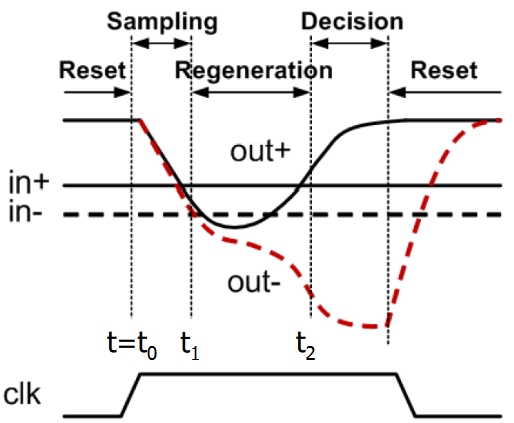 Sampling
Decision
Reset
Regeneration
Reset
out+
in+
in-
out-
t=t0
t1
t2
clk